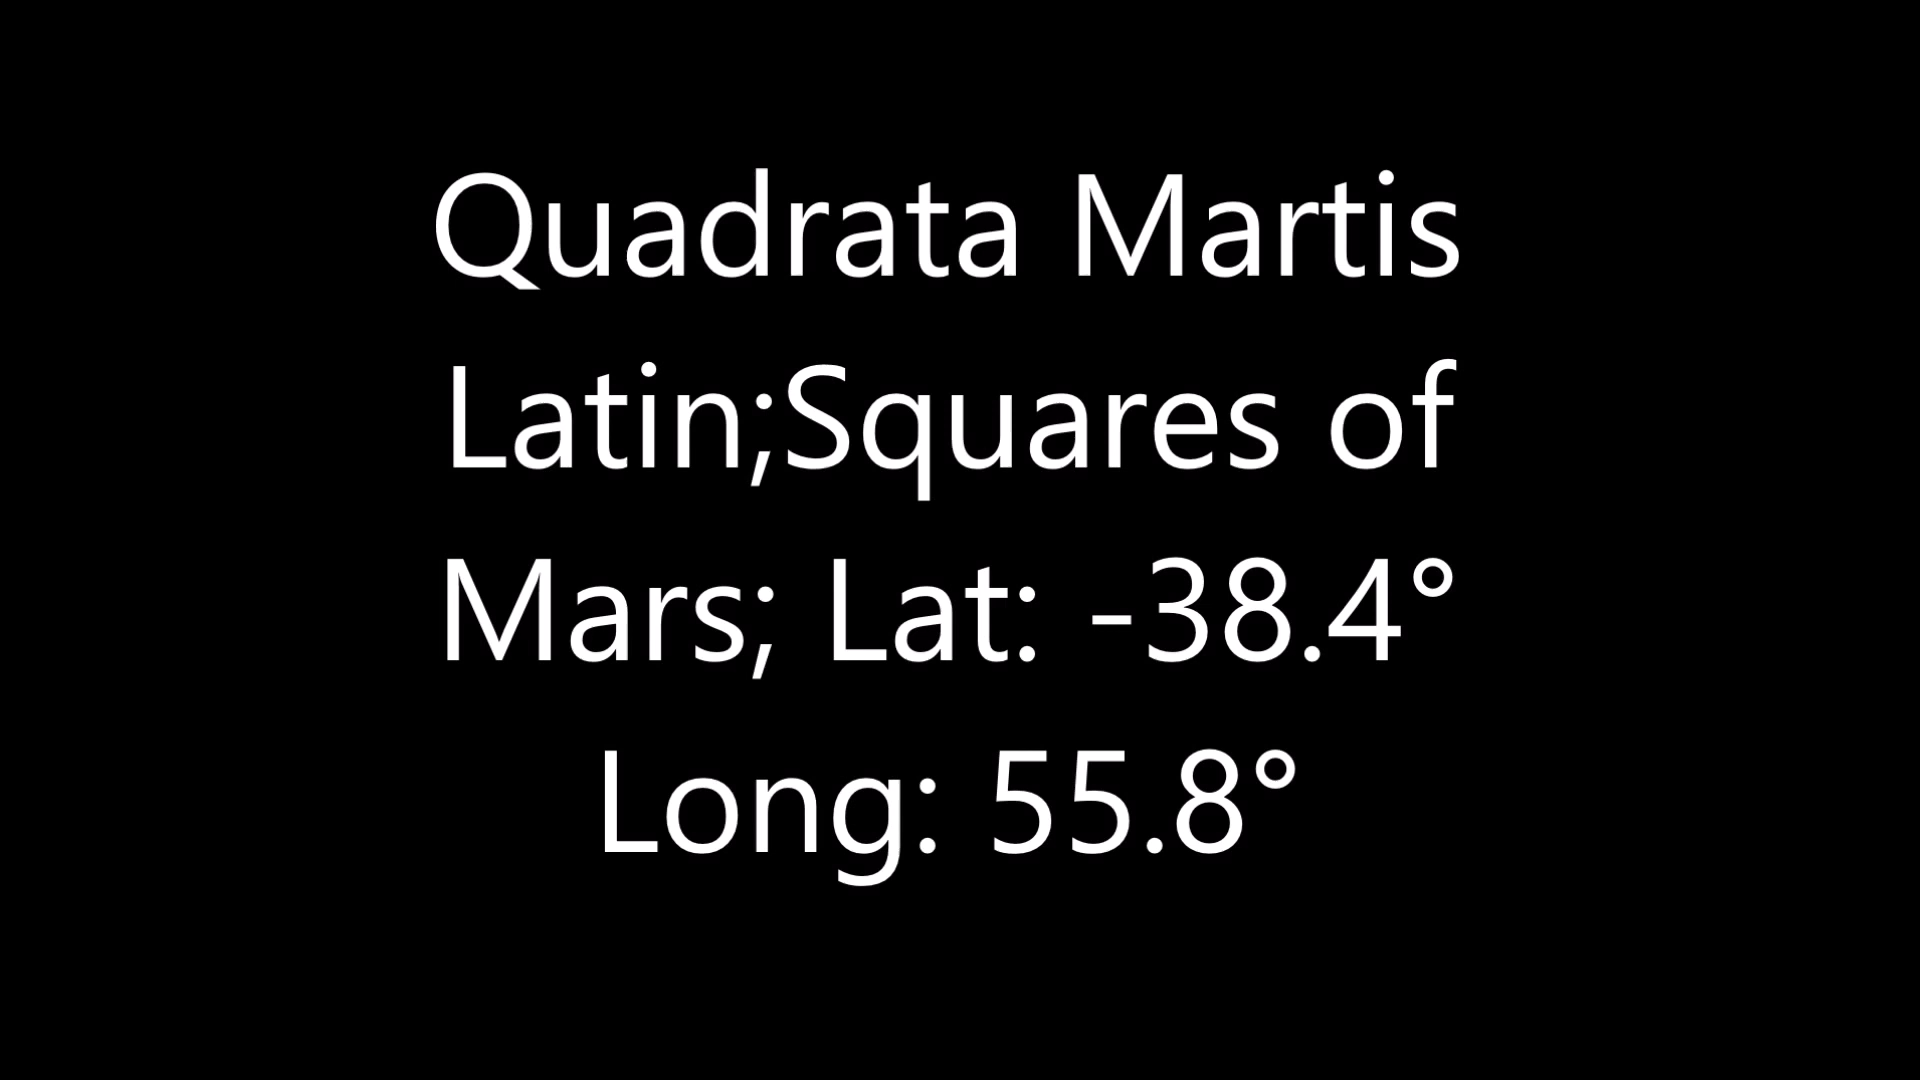 Quadrata Martis
Latin;Squares of
Mars; Lat: -38.4°
Long: 55.8°